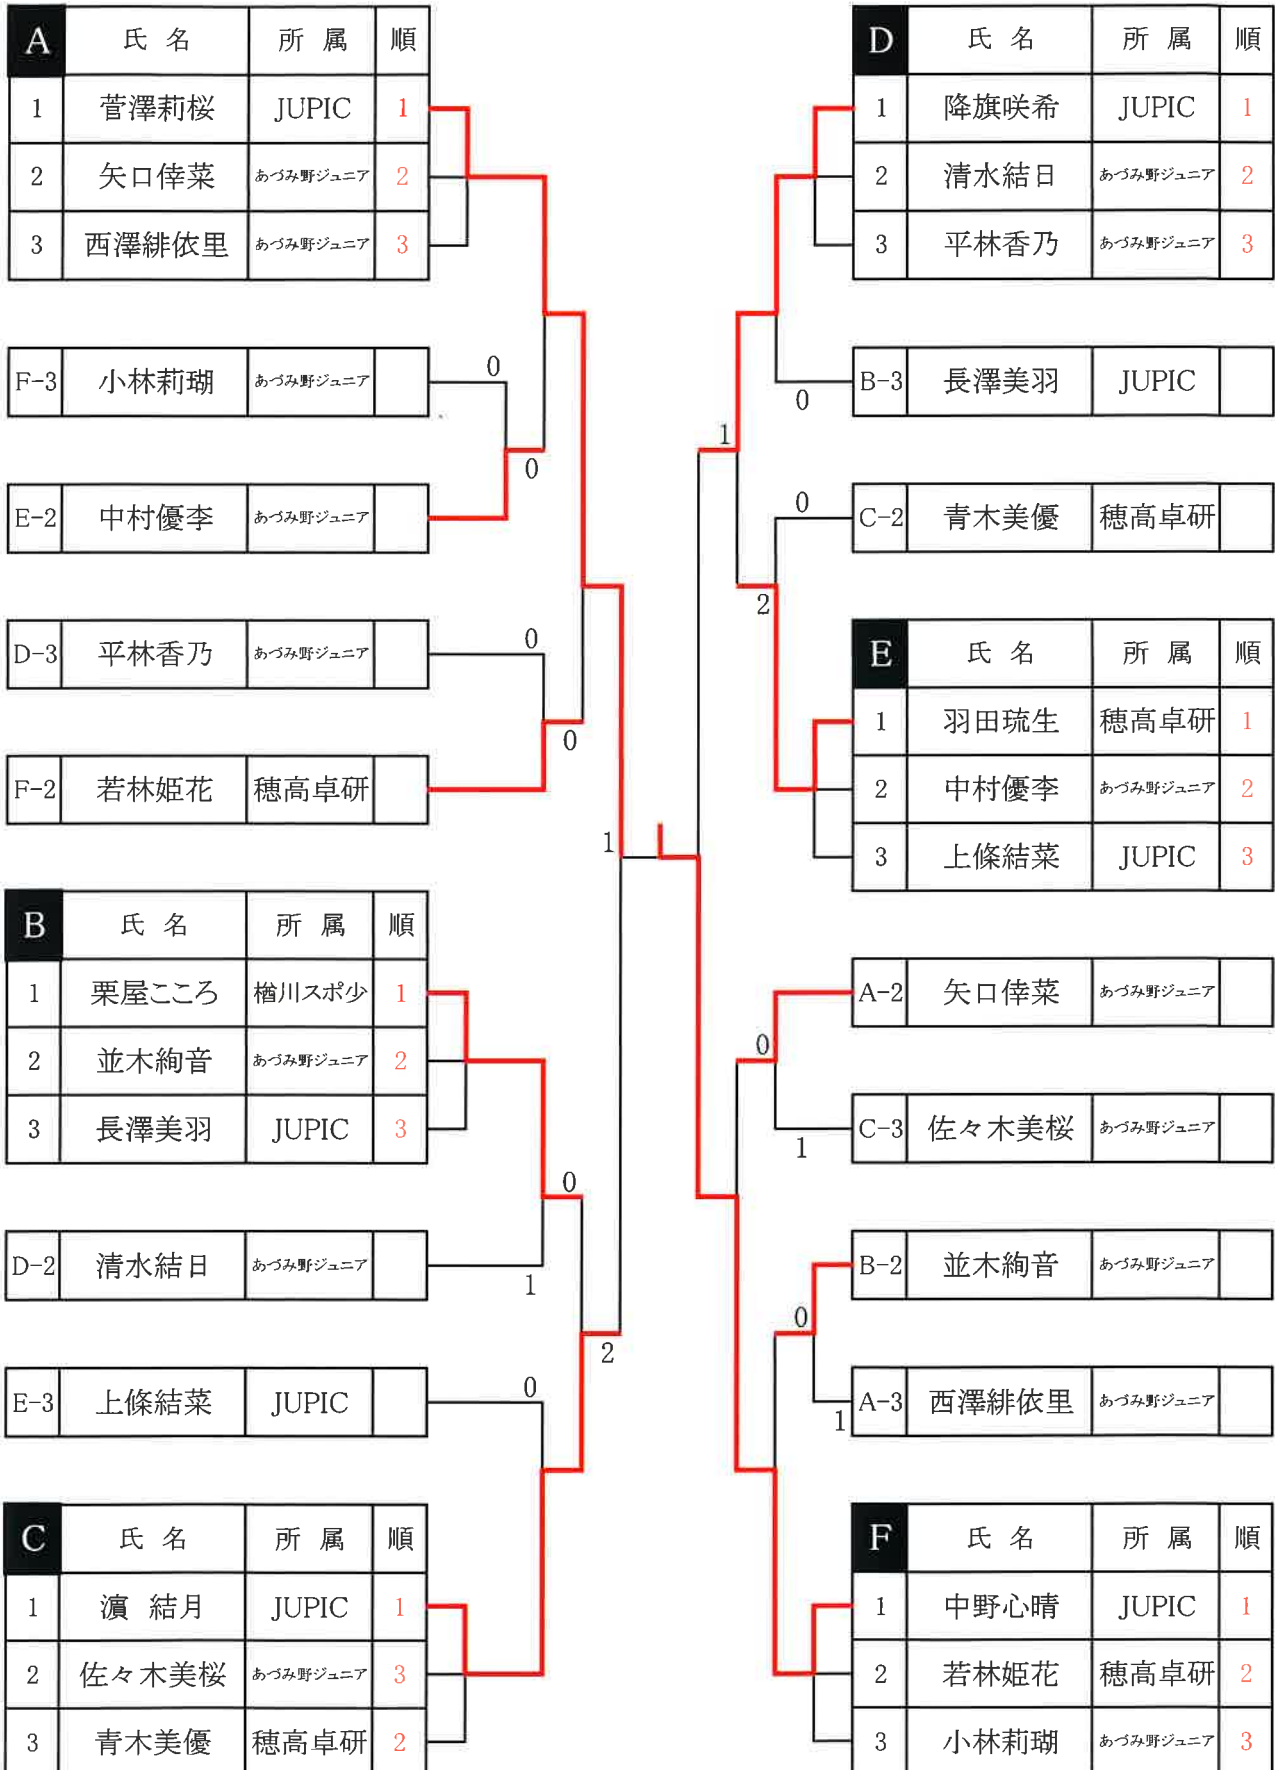 A 氏名 所属 順
1 菅澤莉桜 JUPIC 1
2 矢口倖菜 あづみ野ジュニア 2
3 西澤緋依里 あづみ野ジュニア 3
F-3 小林莉瑚 あづみ野ジュニア
0
0
E-2 中村優李 あづみ野ジュニア
D-3 平林香乃 あづみ野ジュニア
0
0
F-2 若林姫花 穂高卓研
1
B 氏名 所属 順
1 栗屋こころ 楢川スポ少 1
2 並木絢音 あづみ野ジュニア 2
3 長澤美羽 JUPIC 3
0
D-2 清水結日 あづみ野ジュニア
1
2
E-3 上條結菜 JUPIC
0
C 氏名 所属 順
1 濵 結月 JUPIC 1
2 佐々木美桜 あづみ野ジュニア 3
3 青木美優 穂高卓研 2
D 氏名 所属 順
1 降旗咲希 JUPIC 1
2 清水結日 あづみ野ジュニア 2
3 平林香乃 あづみ野ジュニア 3
B-3 長澤美羽 JUPIC
0
1
0
C-2 青木美優 穂高卓研
2
E 氏名 所属 順
1 羽田琉生 穂高卓研 1
2 中村優李 あづみ野ジュニア 2
3 上條結菜 JUPIC 3
A-2 矢口倖菜 あづみ野ジュニア
0
C-3 佐々木美桜 あづみ野ジュニア
1
B-2 並木絢音 あづみ野ジュニア
0
A-3 西澤緋依里 あづみ野ジュニア
1
F 氏名 所属 順
1 中野心晴 JUPIC 1
2 若林姫花 穂高卓研 2
3 小林莉瑚 あづみ野ジュニア 3